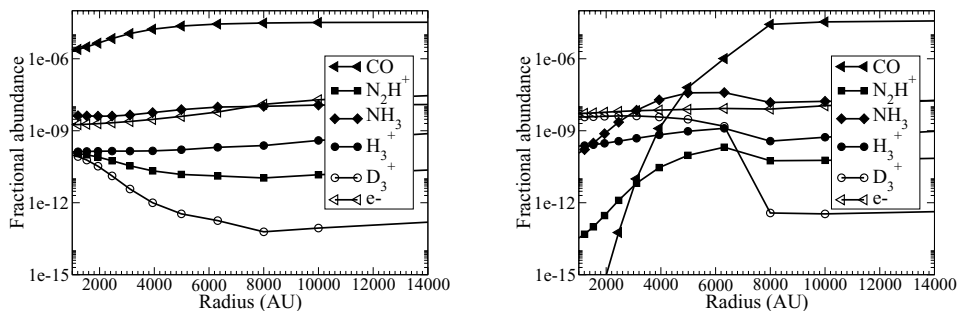 Fractional abundance
1e-06
1e-09
1e-12
1e-15
CO
N2H+
NH3
H3+
D3+
e-
2000 4000 6000 8000 10000 12000 14000
Radius (AU)
Fractional abundance
1e-06
1e-09
1e-12
1e-15
CO
N2H+
NH3
H3+
D3+
e-
2000 4000 6000 8000 10000 12000 14000
Radius (AU)